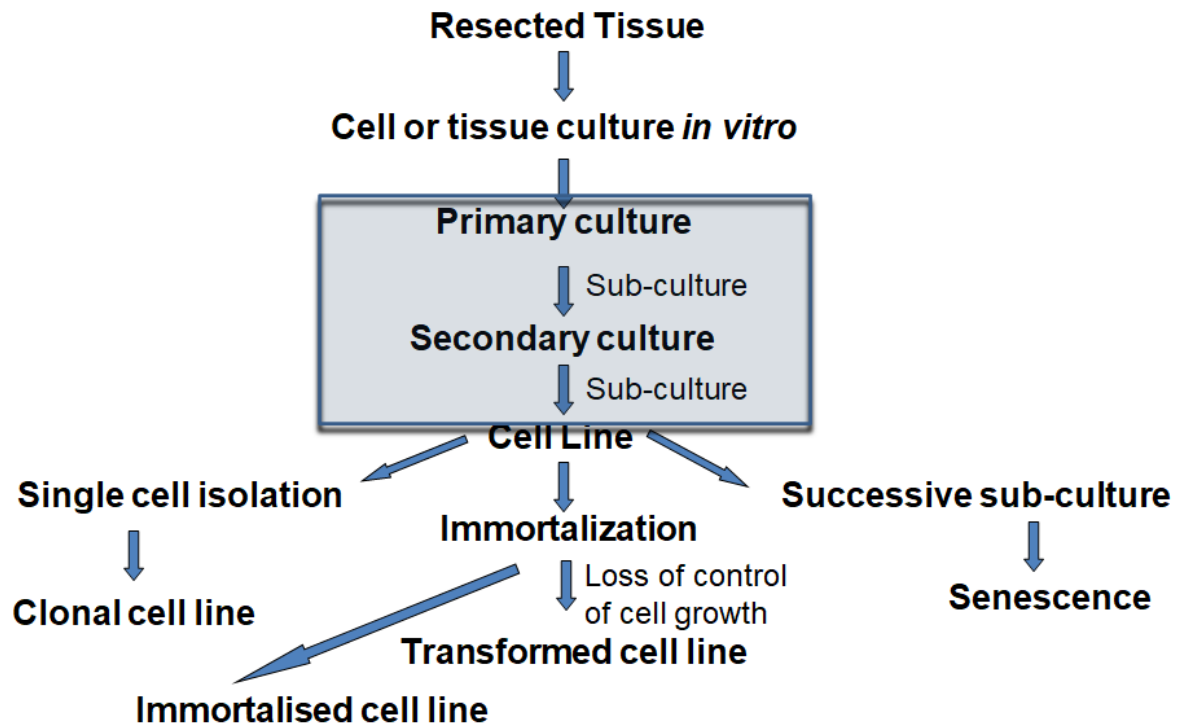 Resected Tissue
Cell or tissue culture in vitro
Primary culture
Sub-culture
Secondary culture
Sub-culture
Cell Line
Single cell isolation
Successive sub-culture
Immortalization
Loss of control
of cell growth
Clonal cell line
Senescence
Transformed cell line
Immortalised cell line